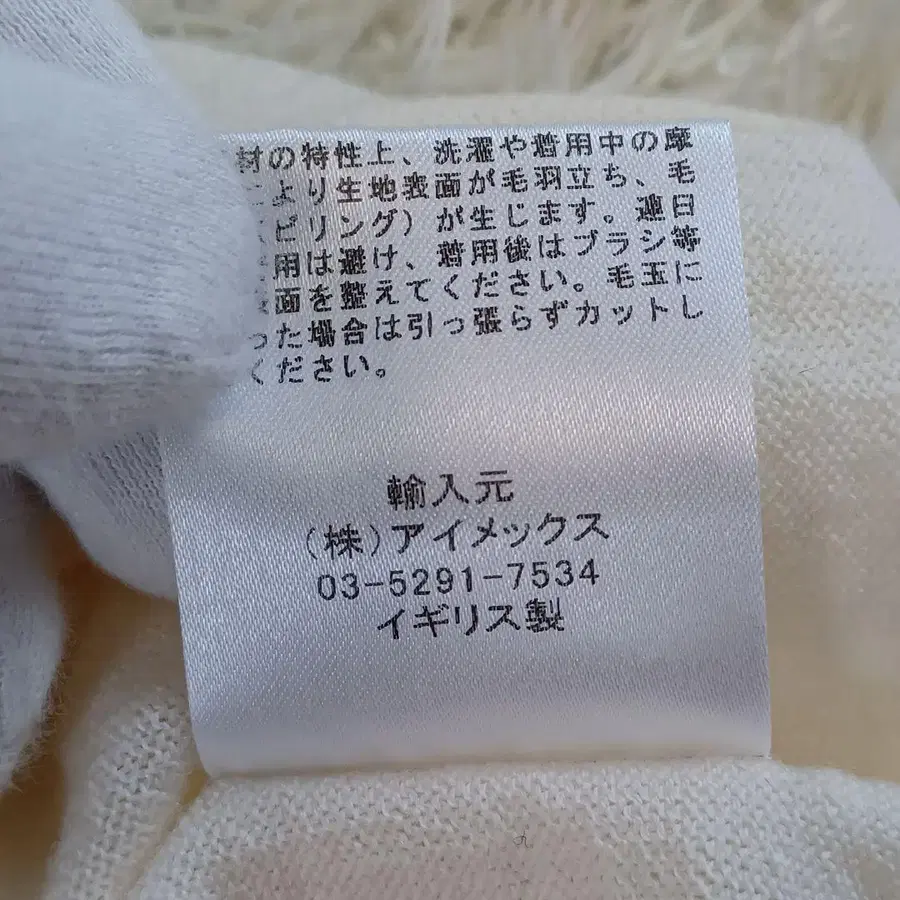 材の特性上、洗濯や着用中の摩
より生地表面が毛羽立ち、毛
ピリング）が生じます。連日
用は避け、着用後はブラシ等
面を整えてください。毛玉に
った場合は引っ張らずカットし
ください。
輸入元
(株)アイメックス
03-5291-7534
イギリス製